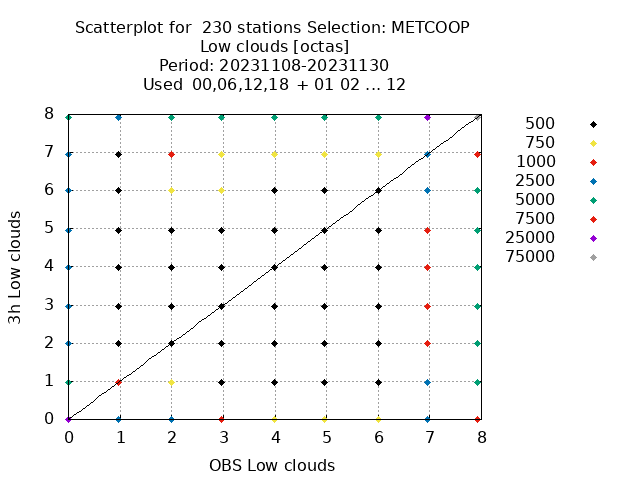 Scatterplot for  230 stations Selection: METCOOP
Low clouds [octas]
Period: 20231108-20231130
Used  00,06,12,18  + 01 02 ... 12
8
7
6
5
4
3
2
1
0
3h Low clouds
0 1 2 3 4 5 6 7 8
OBS Low clouds
500
750
1000
2500
5000
7500
25000
75000